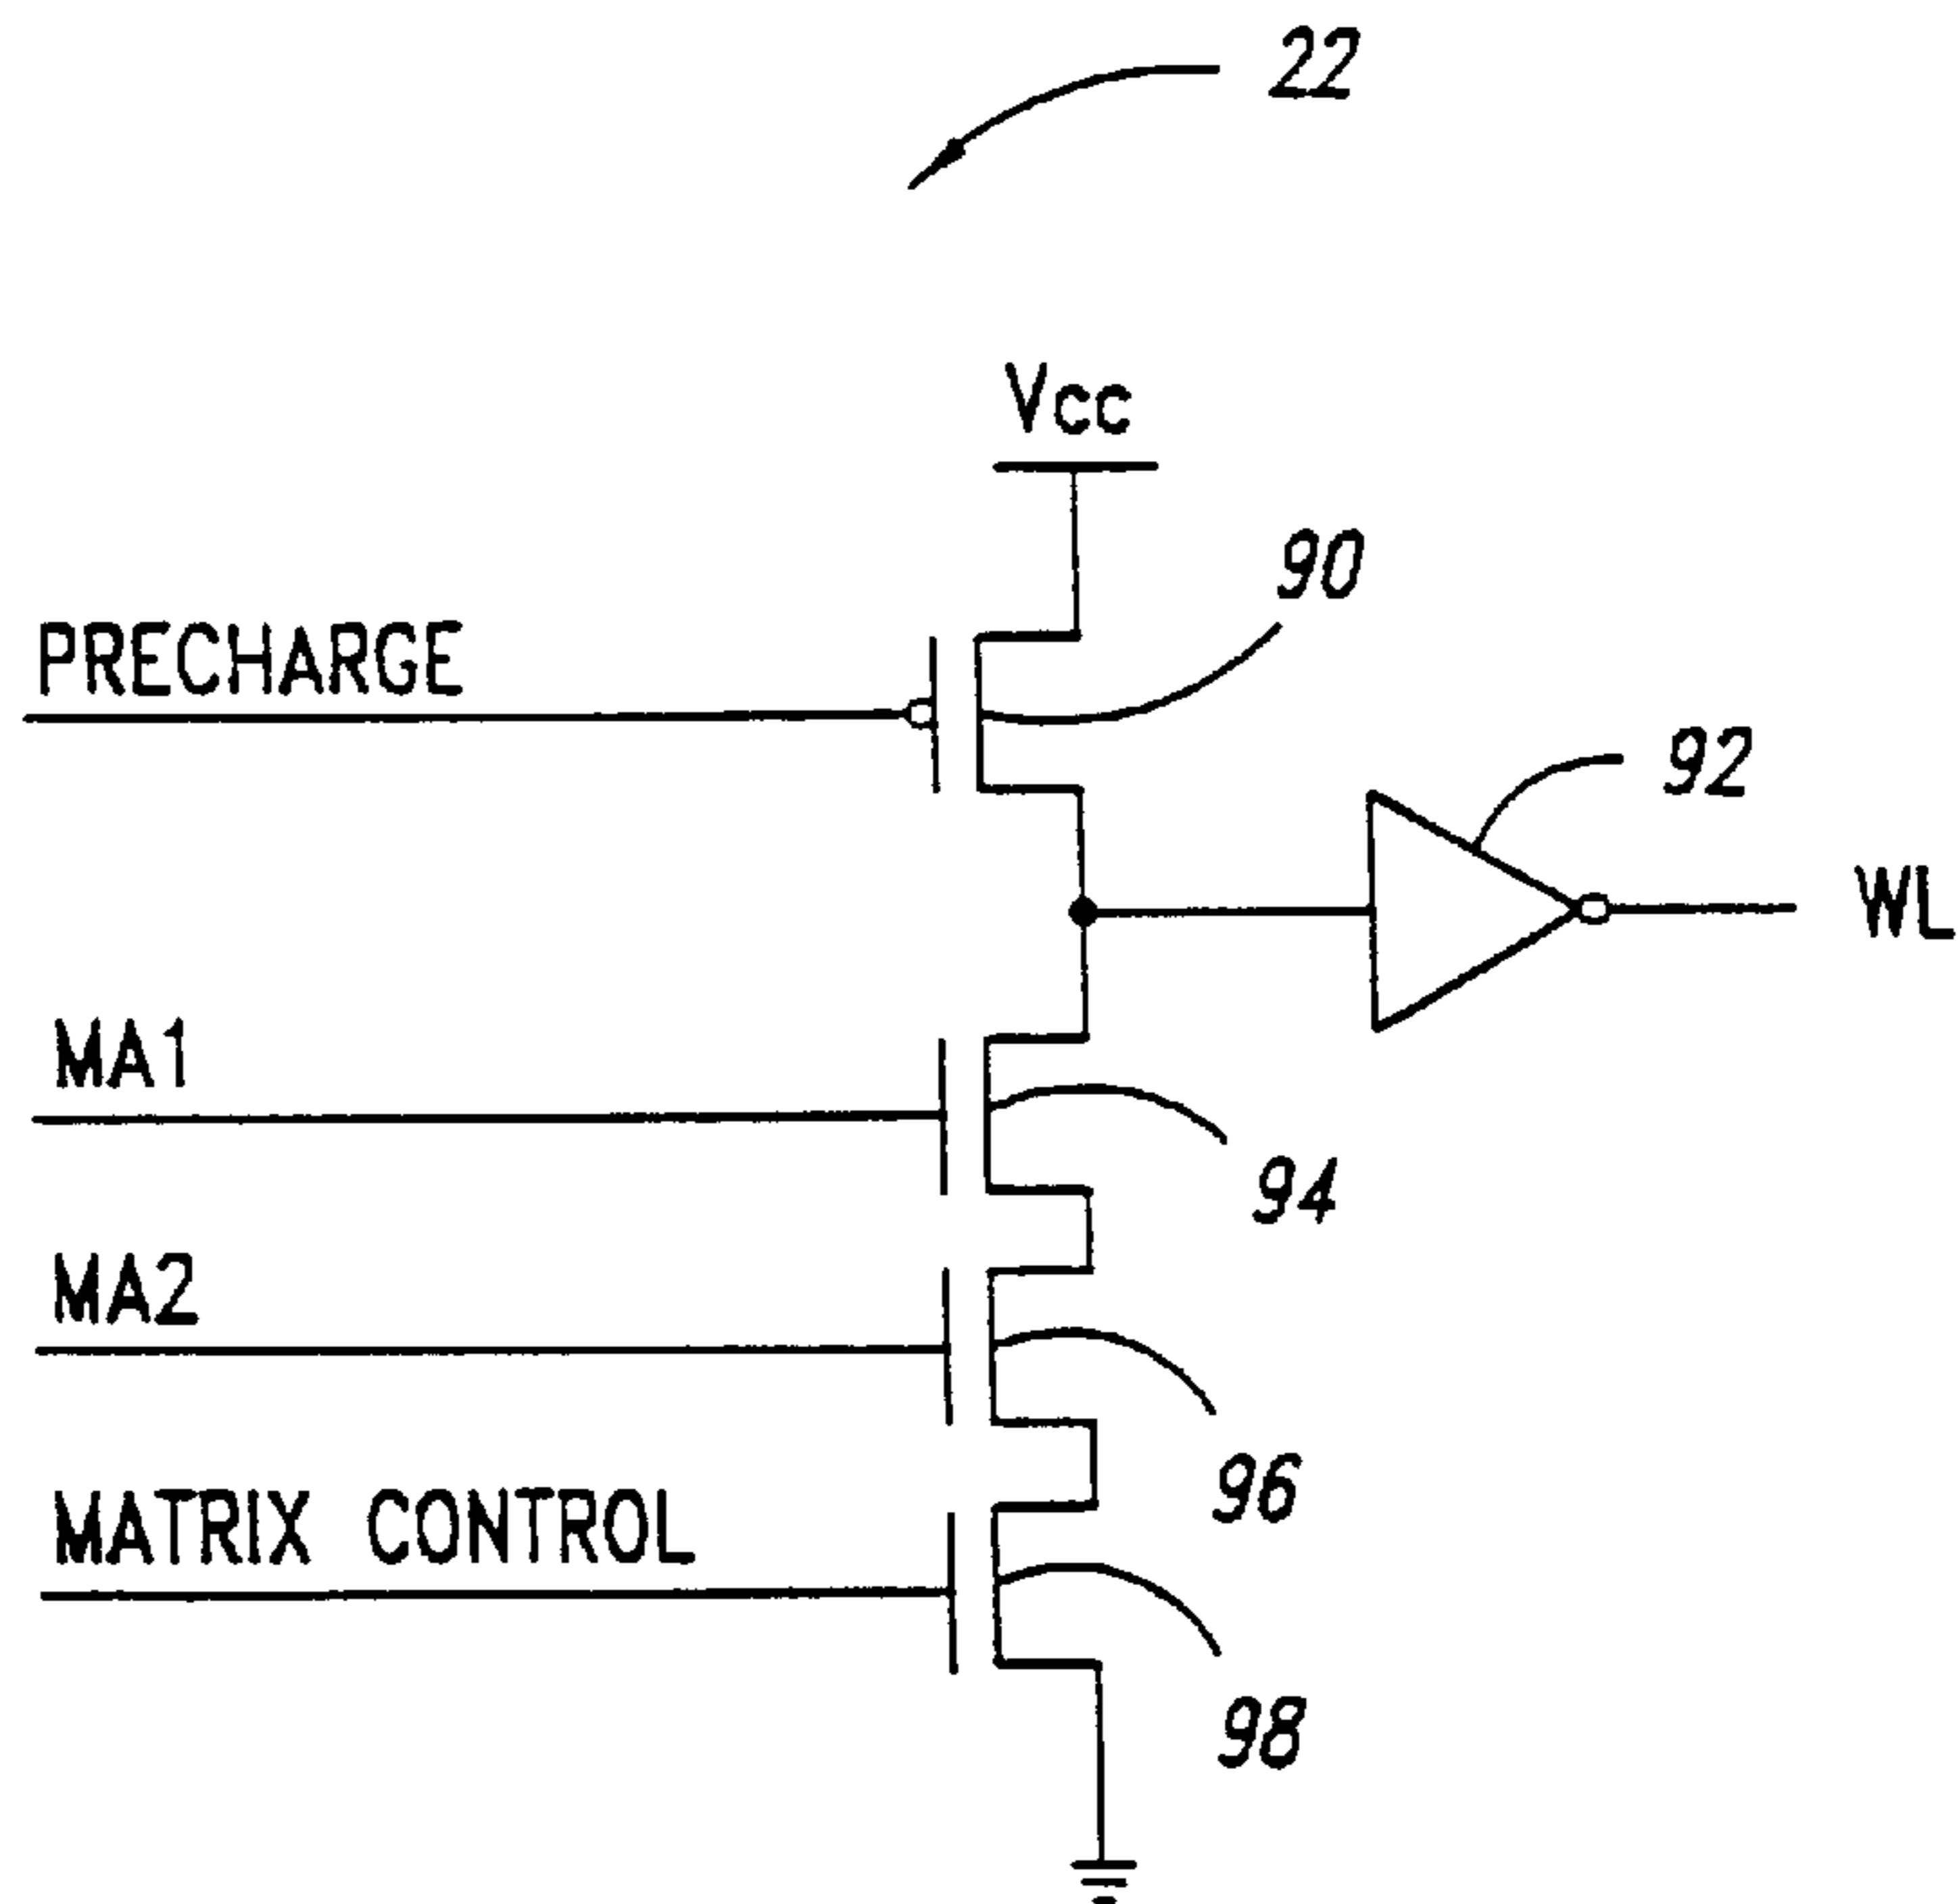 22
Vcc
90
PRECHARGE
92
WL
MA1
94
MA2
96
MATRIX CONTROL
98